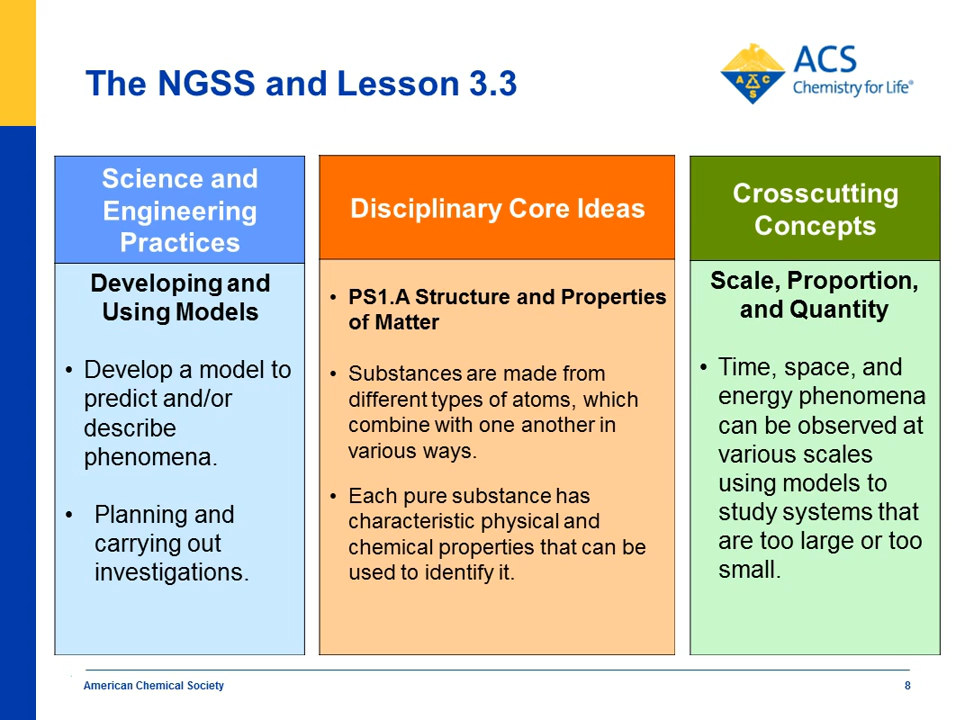 The NGSS and Lesson 3.3
ACS
Chemistry for Life®
A C S
Science and
Engineering
Practices
Developing and
Using Models
• Develop a model to
predict and/or
describe
phenomena.
• Planning and
carrying out
investigations.
Disciplinary Core Ideas
• PS1.A Structure and Properties
of Matter
• Substances are made from
different types of atoms, which
combine with one another in
various ways.
• Each pure substance has
characteristic physical and
chemical properties that can be
used to identify it.
Crosscutting
Concepts
Scale, Proportion,
and Quantity
• Time, space, and
energy phenomena
can be observed at
various scales
using models to
study systems that
are too large or too
small.
American Chemical Society
8